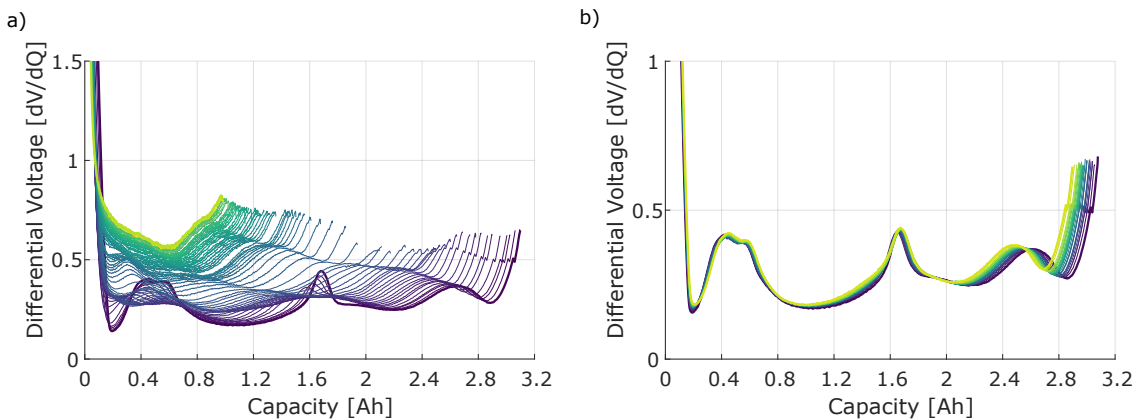 a)
Differential Voltage [dV/dQ]
1.5
1
0.5
0
0 0.4 0.8 1.2 1.6 2 2.4 2.8 3.2
Capacity [Ah]
b)
Differential Voltage [dV/dQ]
1
0.5
0
0 0.4 0.8 1.2 1.6 2 2.4 2.8 3.2
Capacity [Ah]